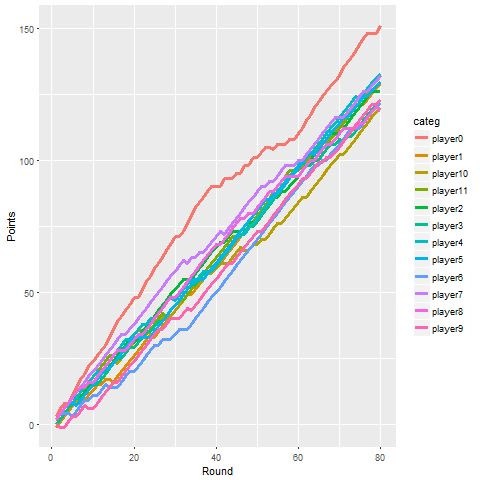 150
100
50
0
Points
0
20
40
60
80
Round
categ
player0
player1
player10
player11
player2
player3
player4
player5
player6
player7
player8
player9